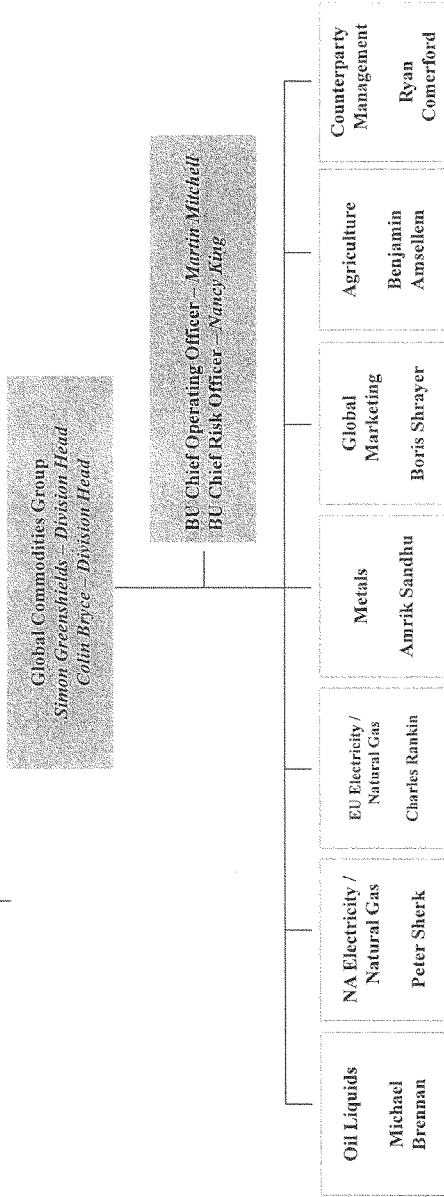 Global Commodities Group
Simon Greenshields – Division Head
Colin Bryce – Division Head
BU Chief Operating Officer – Martin Mitchell
BU Chief Risk Officer – Nancy King
Oil Liquids
Michael
Brennan
NA Electricity /
Natural Gas
Peter Sherk
EU Electricity /
Natural Gas
Charles Rankin
Metals
Amrik Sandhu
Global
Marketing
Boris Shrayer
Agriculture
Benjamin
Amsellem
Counterparty
Management
Ryan
Comerford